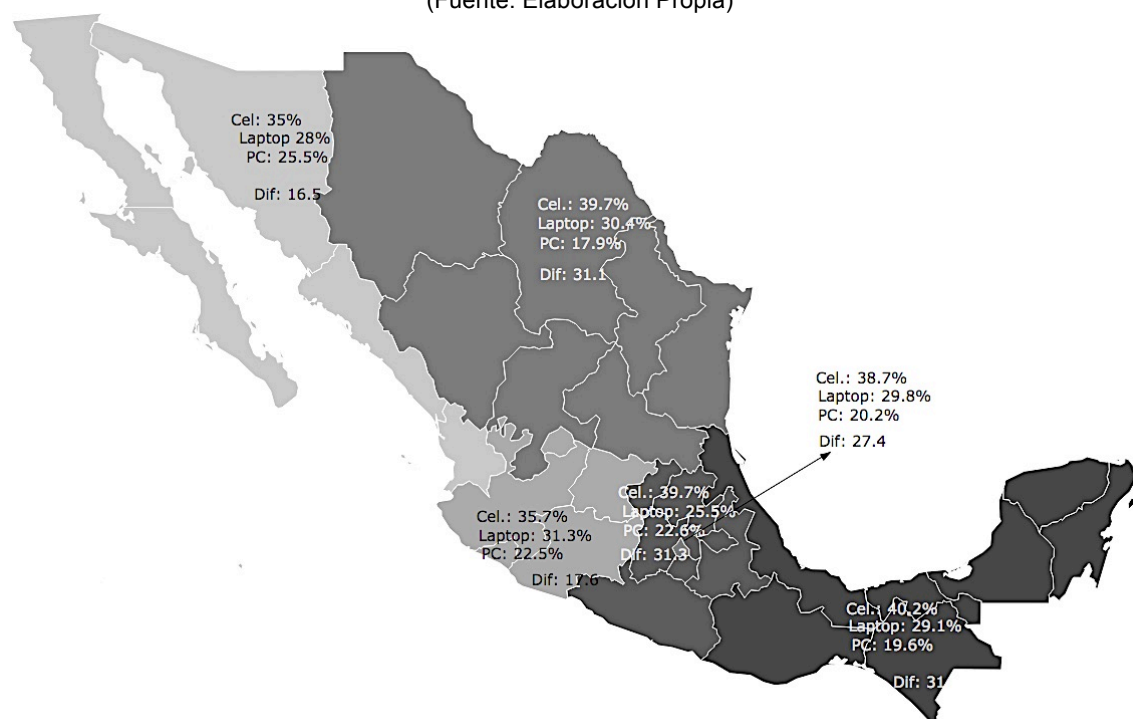 (Fuente: Elaboración Propia)
Cel: 35%
Laptop 28%
PC: 25.5%
Dif: 16.5
Cel.: 39.7%
Laptop: 30.4%
PC: 17.9%
Dif: 31.1
Cel.: 38.7%
Laptop: 29.8%
PC: 20.2%
Dif: 27.4
Cel.: 39.7%
Laptop: 25.5%
PC: 22.6%
Dif: 31.3
Cel.: 35.7%
Laptop: 31.3%
PC: 22.5%
Dif: 17.6
Cel.: 40.2%
Laptop: 29.1%
PC: 19.6%
Dif: 31